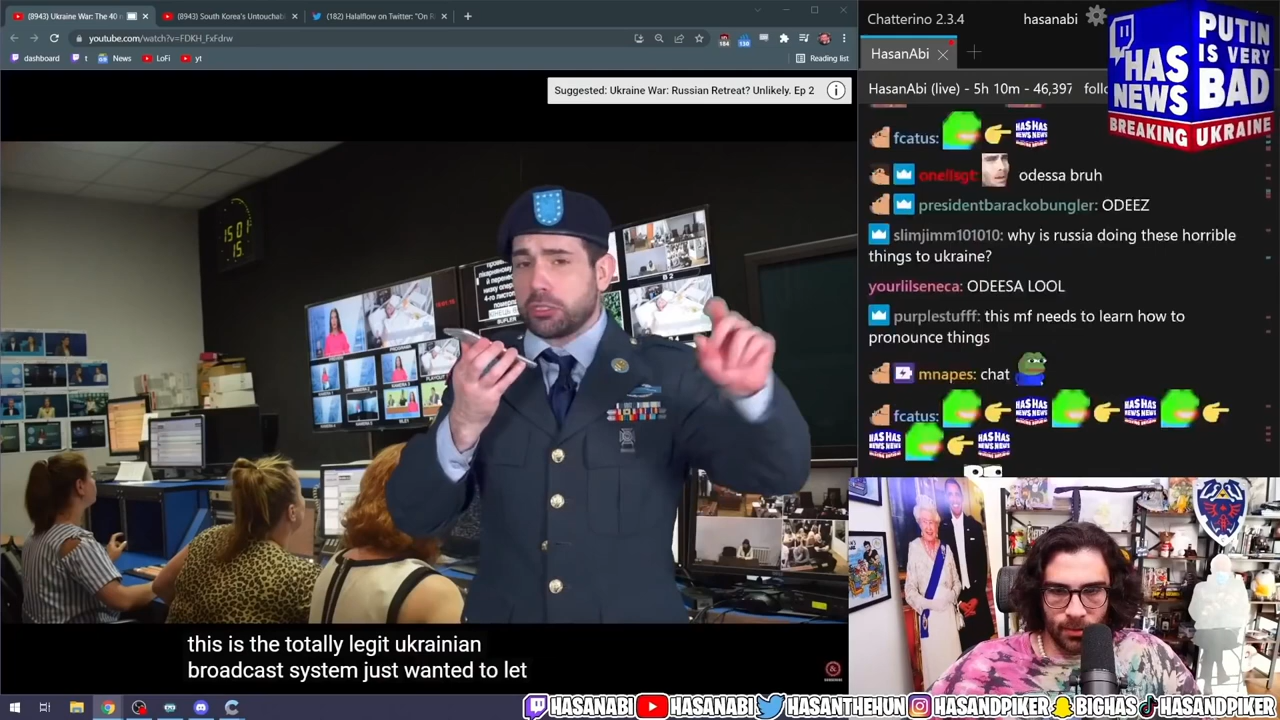 (8943) Ukraine War: The 40
(8943) South Korea's Untouchab
(182) Halalflow on Twitter: "On R
youtube.com/watch?v=FDKH_FxFdrw
184
130
dashboard
t
News
LoFi
yt
Reading list
Suggested: Ukraine War: Russian Retreat? Unlikely. Ep 2
1501
15
this is the totally legit ukrainian
broadcast system just wanted to let
Chatterino 2.3.4
hasanabi
HasanAbi
HasanAbi (live) - 5h 10m - 46,397
HAS
NEWS
PUTIN
IS VERY
BAD
BREAKING UKRAINE
fcatus:
oneilsgt: odessa bruh
presidentbarackobungler: ODEEZ
slimjimm101010: why is russia doing these horrible
things to ukraine?
yourlilseneca: ODEESA LOOL
purplestufff: this mf needs to learn how to
pronounce things
mnapes: chat
fcatus:
HASANABI HASANABI HASANTHEHUN HASANDPIKER BIGHAS HASANDPIKER